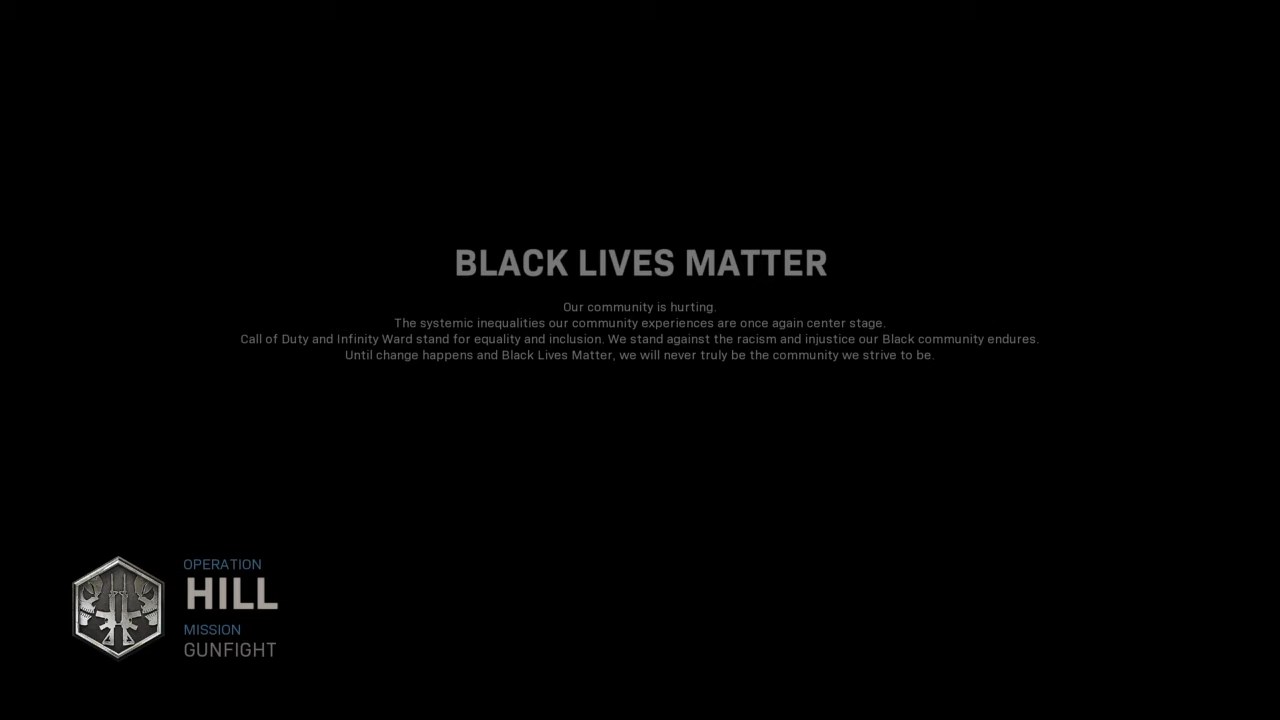 BLACK LIVES MATTER
Our community is hurting.
The systemic inequalities our community experiences are once again center stage.
Call of Duty and Infinity Ward stand for equality and inclusion. We stand against the racism and injustice our Black community endures.
Until change happens and Black Lives Matter, we will never truly be the community we strive to be.
OPERATION
HILL
MISSION
GUNFIGHT